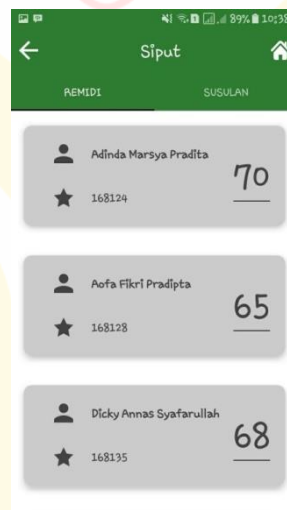 89% 10:38
Siput
REMIDI SUSULAN
Adinda Marsya Pradita
70
168124
Aofa Fikri Pradipta
65
168128
Dicky Annas Syafarullah
68
168135